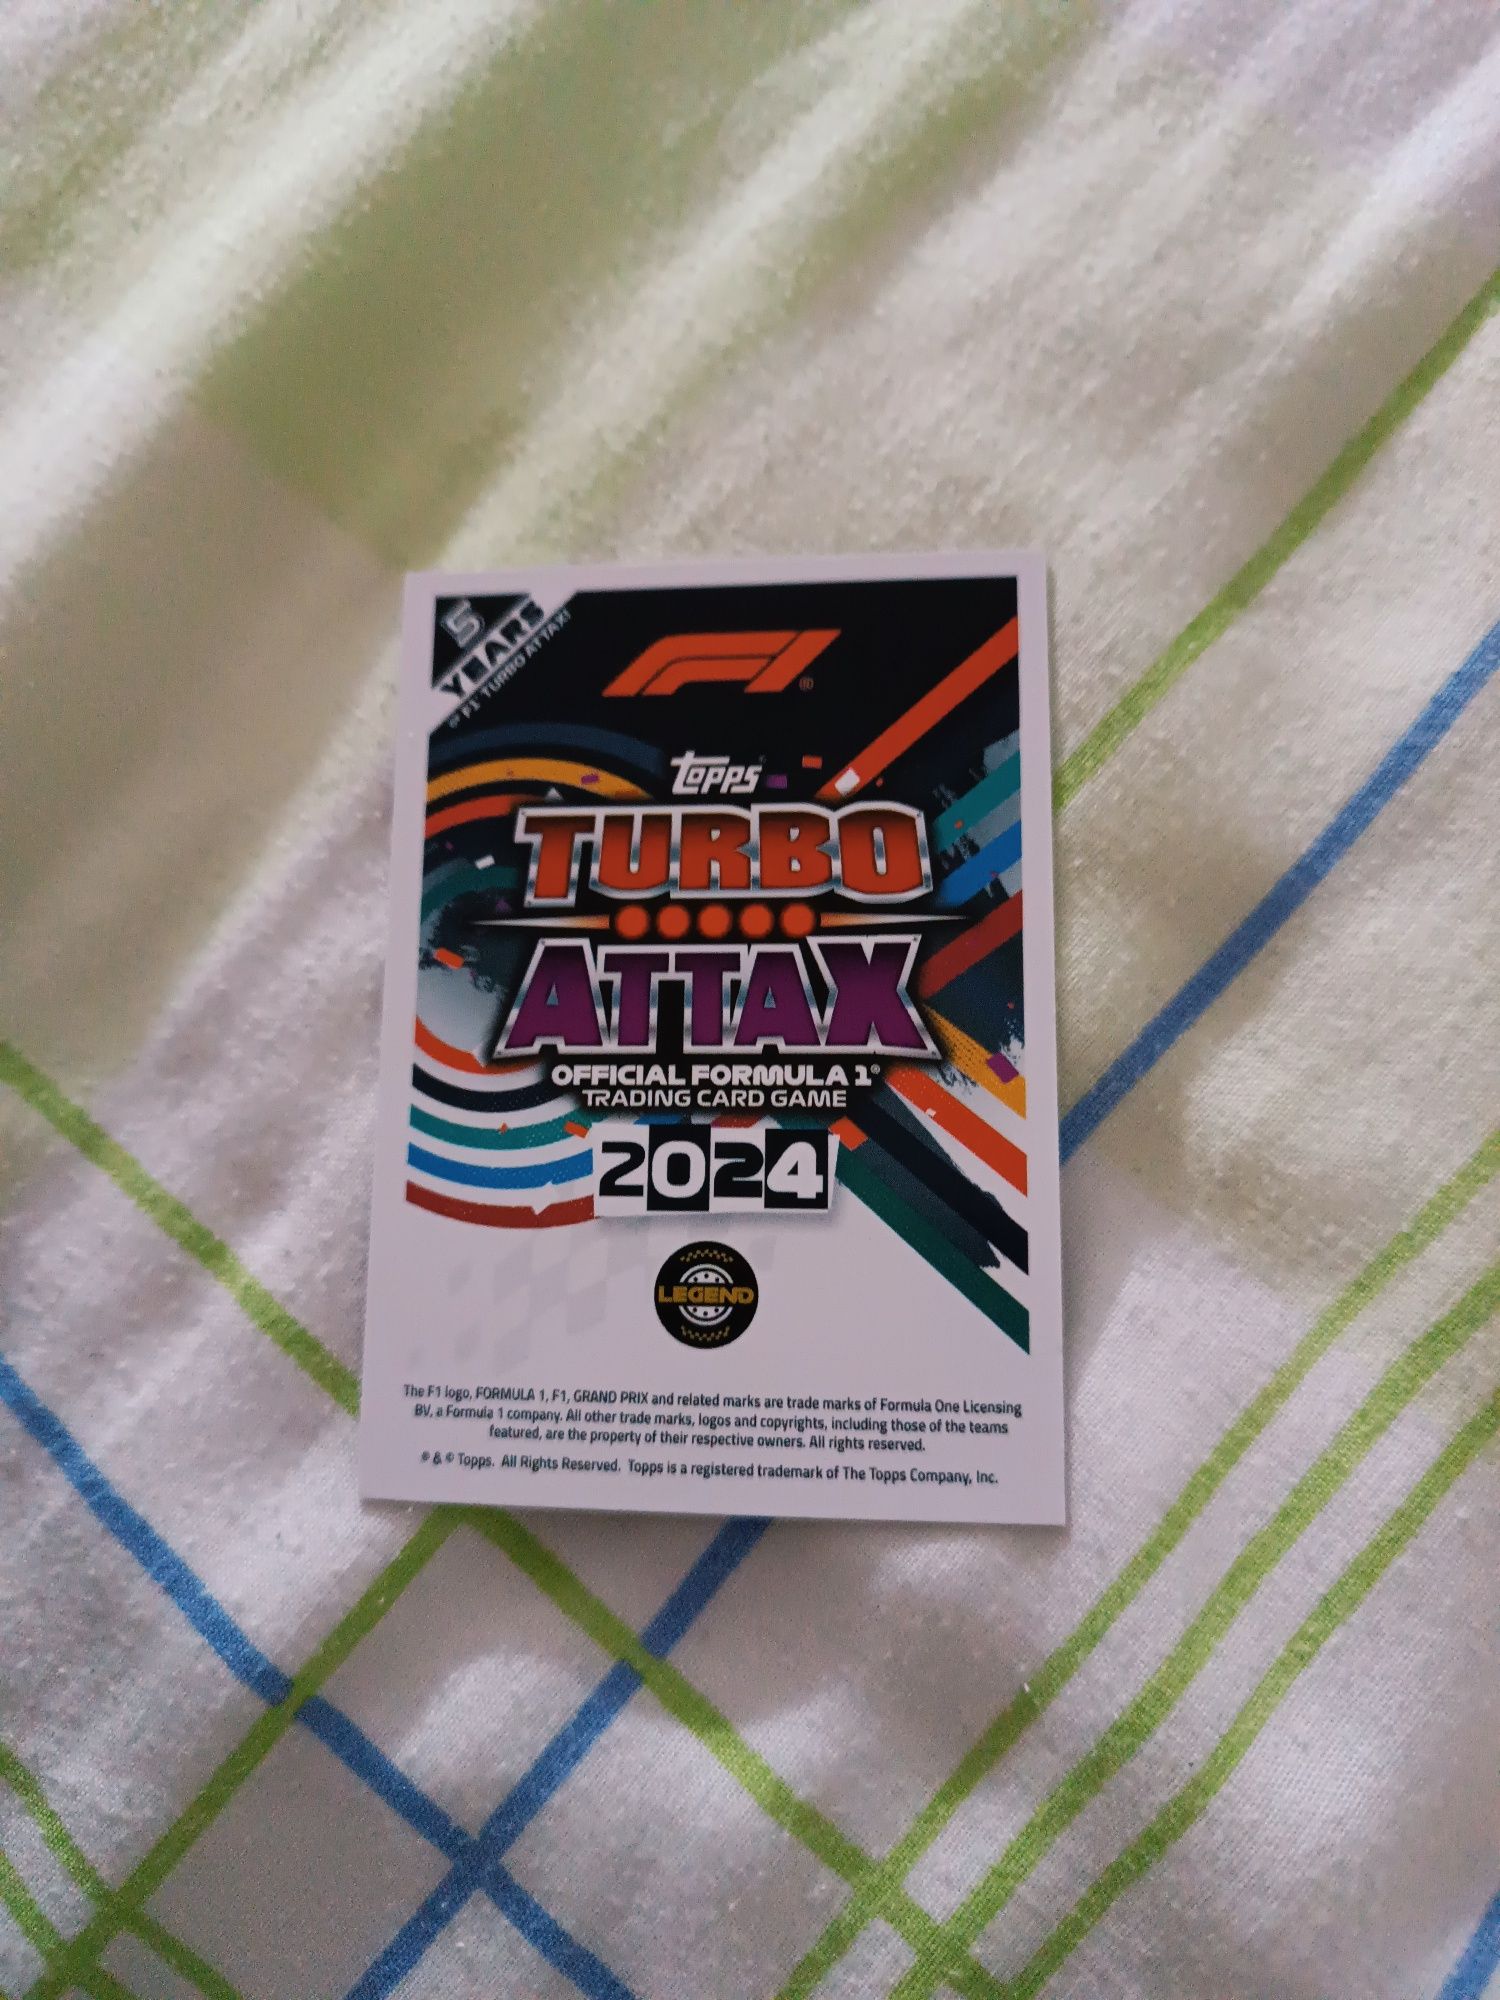 5
YEARS
OF F1 TURBO ATTAX!
F1®
TOPPS
TURBO
ATTAX
OFFICIAL FORMULA 1®
TRADING CARD GAME
2024
LEGEND
The F1 logo, FORMULA 1, F1, GRAND PRIX and related marks are trade marks of Formula One Licensing
BV, a Formula 1 company. All other trade marks, logos and copyrights, including those of the teams
featured, are the property of their respective owners. All rights reserved.
® & © Topps. All Rights Reserved. Topps is a registered trademark of The Topps Company, Inc.